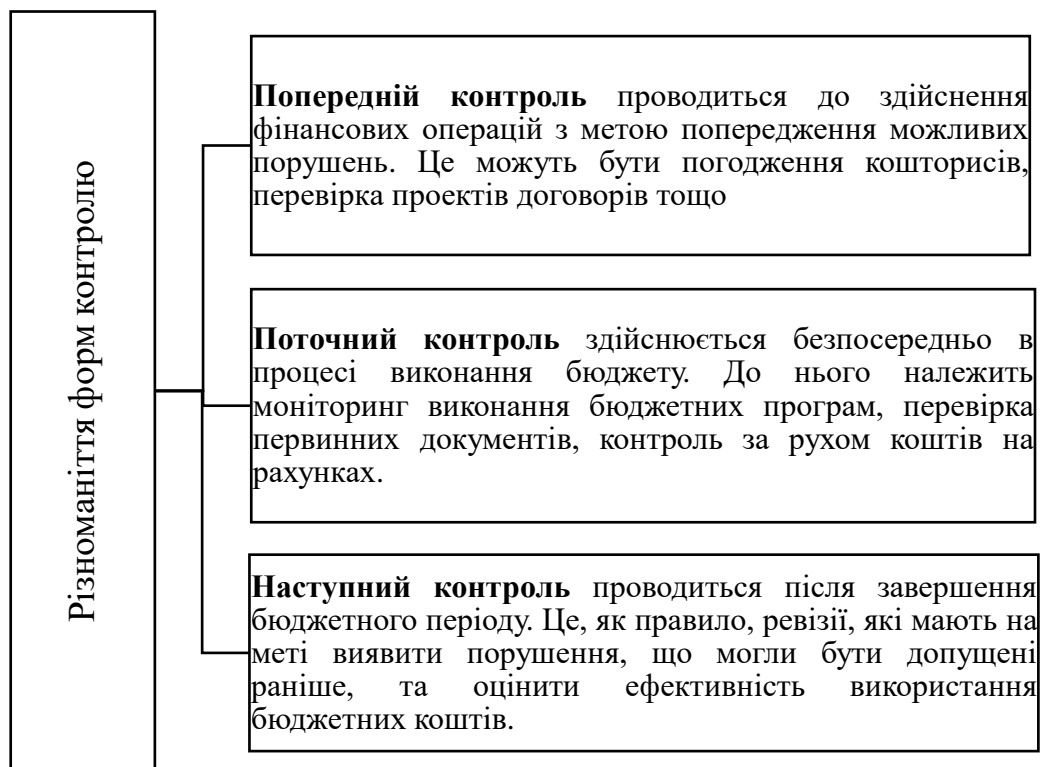 Різноманіття форм контролю
Попередній контроль проводиться до здійснення
фінансових операцій з метою попередження можливих
порушень. Це можуть бути погодження кошторисів,
перевірка проектів договорів тощо
Поточний контроль здійснюється безпосередньо в
процесі виконання бюджету. До нього належить
моніторинг виконання бюджетних програм, перевірка
первинних документів, контроль за рухом коштів на
рахунках.
Наступний контроль проводиться після завершення
бюджетного періоду. Це, як правило, ревізії, які мають на
меті виявити порушення, що могли бути допущені
раніше, та оцінити ефективність використання
бюджетних коштів.